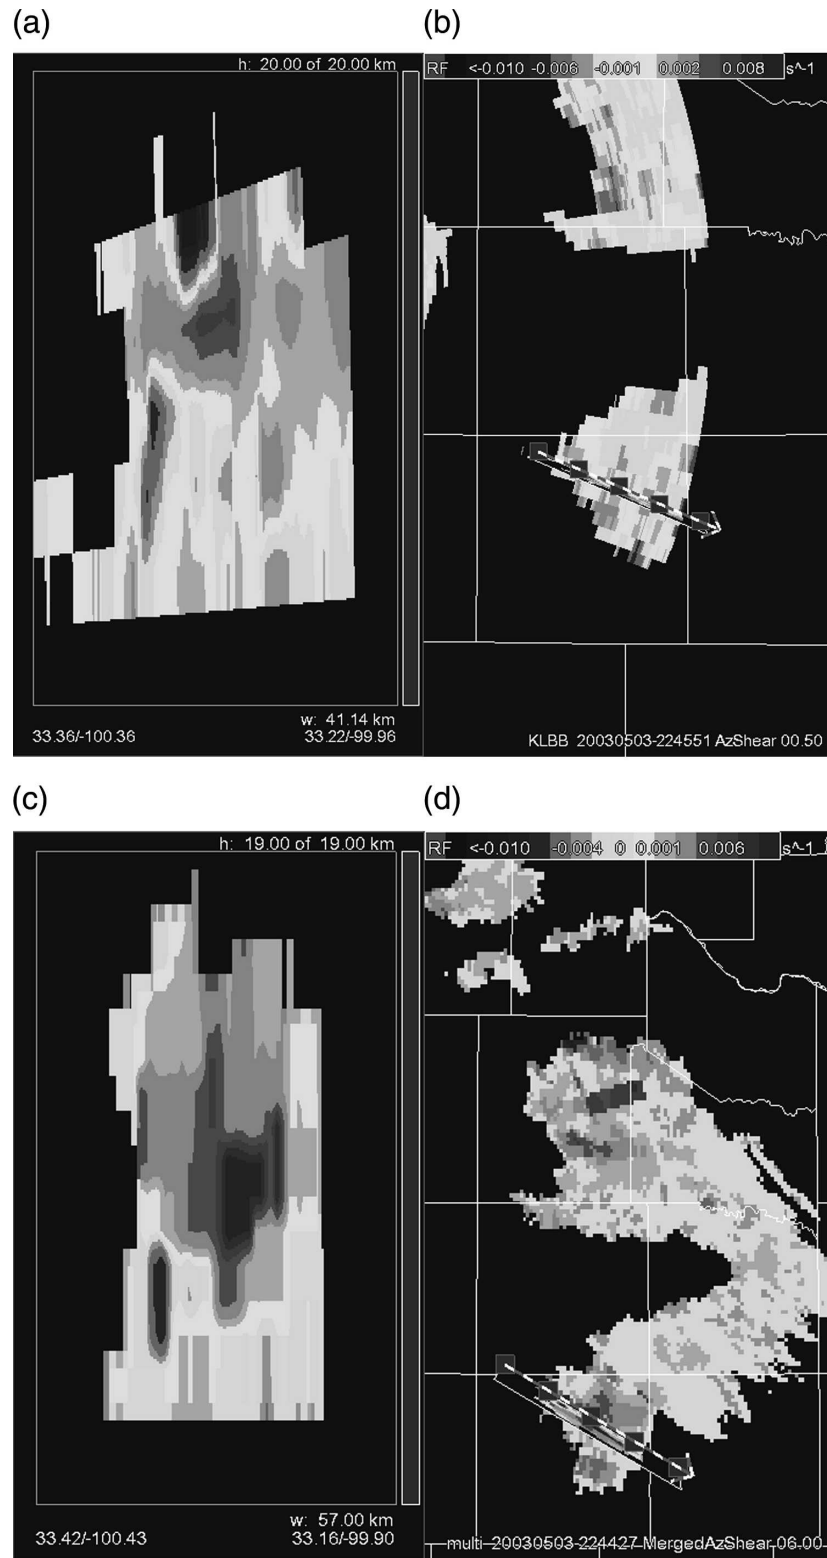 (a)
h: 20.00 of 20.00 km
w: 41.14 km
33.36/-100.36 33.22/-99.96
(b)
RF <-0.010 -0.006 -0.001 0.002 0.008 s^-1
KLBB 20030503-224551 AzShear 00.50
(c)
h: 19.00 of 19.00 km
w: 57.00 km
33.42/-100.43 33.16/-99.90
(d)
RF <-0.010 -0.004 0 0.001 0.006 s^-1
multi 20030503-224427 MergedAzShear 06.00